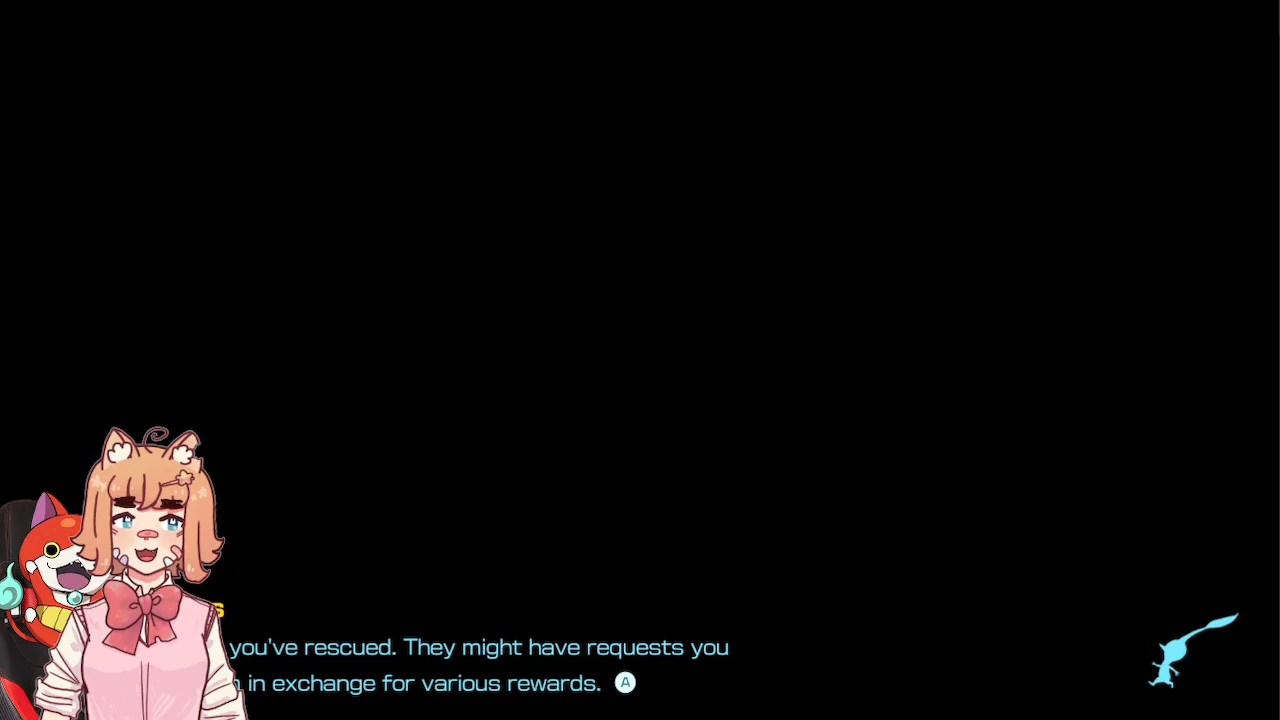 you've rescued. They might have requests you
in exchange for various rewards. A